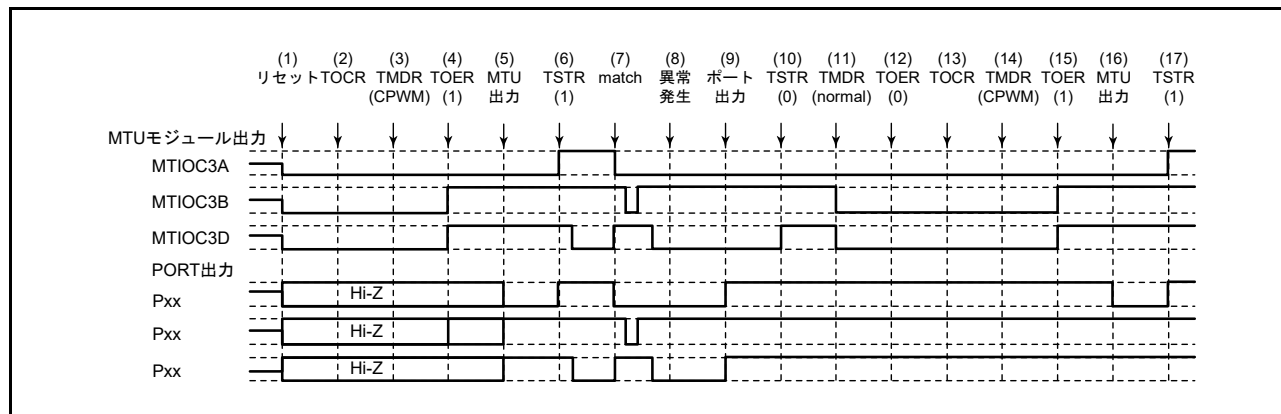 (1) (2) (3) (4) (5) (6) (7) (8) (9) (10) (11) (12) (13) (14) (15) (16) (17)
リセット TOCR TMDR TOER MTU TSTR match 異常 ポート TSTR TMDR TOER TOCR TMDR TOER MTU TSTR
(CPWM) (1) 出力 (1) 発生 出力 (0) (normal) (0) (CPWM) (1) 出力 (1)
MTUモジュール出力
MTIOC3A
MTIOC3B
MTIOC3D
PORT出力
Pxx Hi-Z
Pxx Hi-Z
Pxx Hi-Z